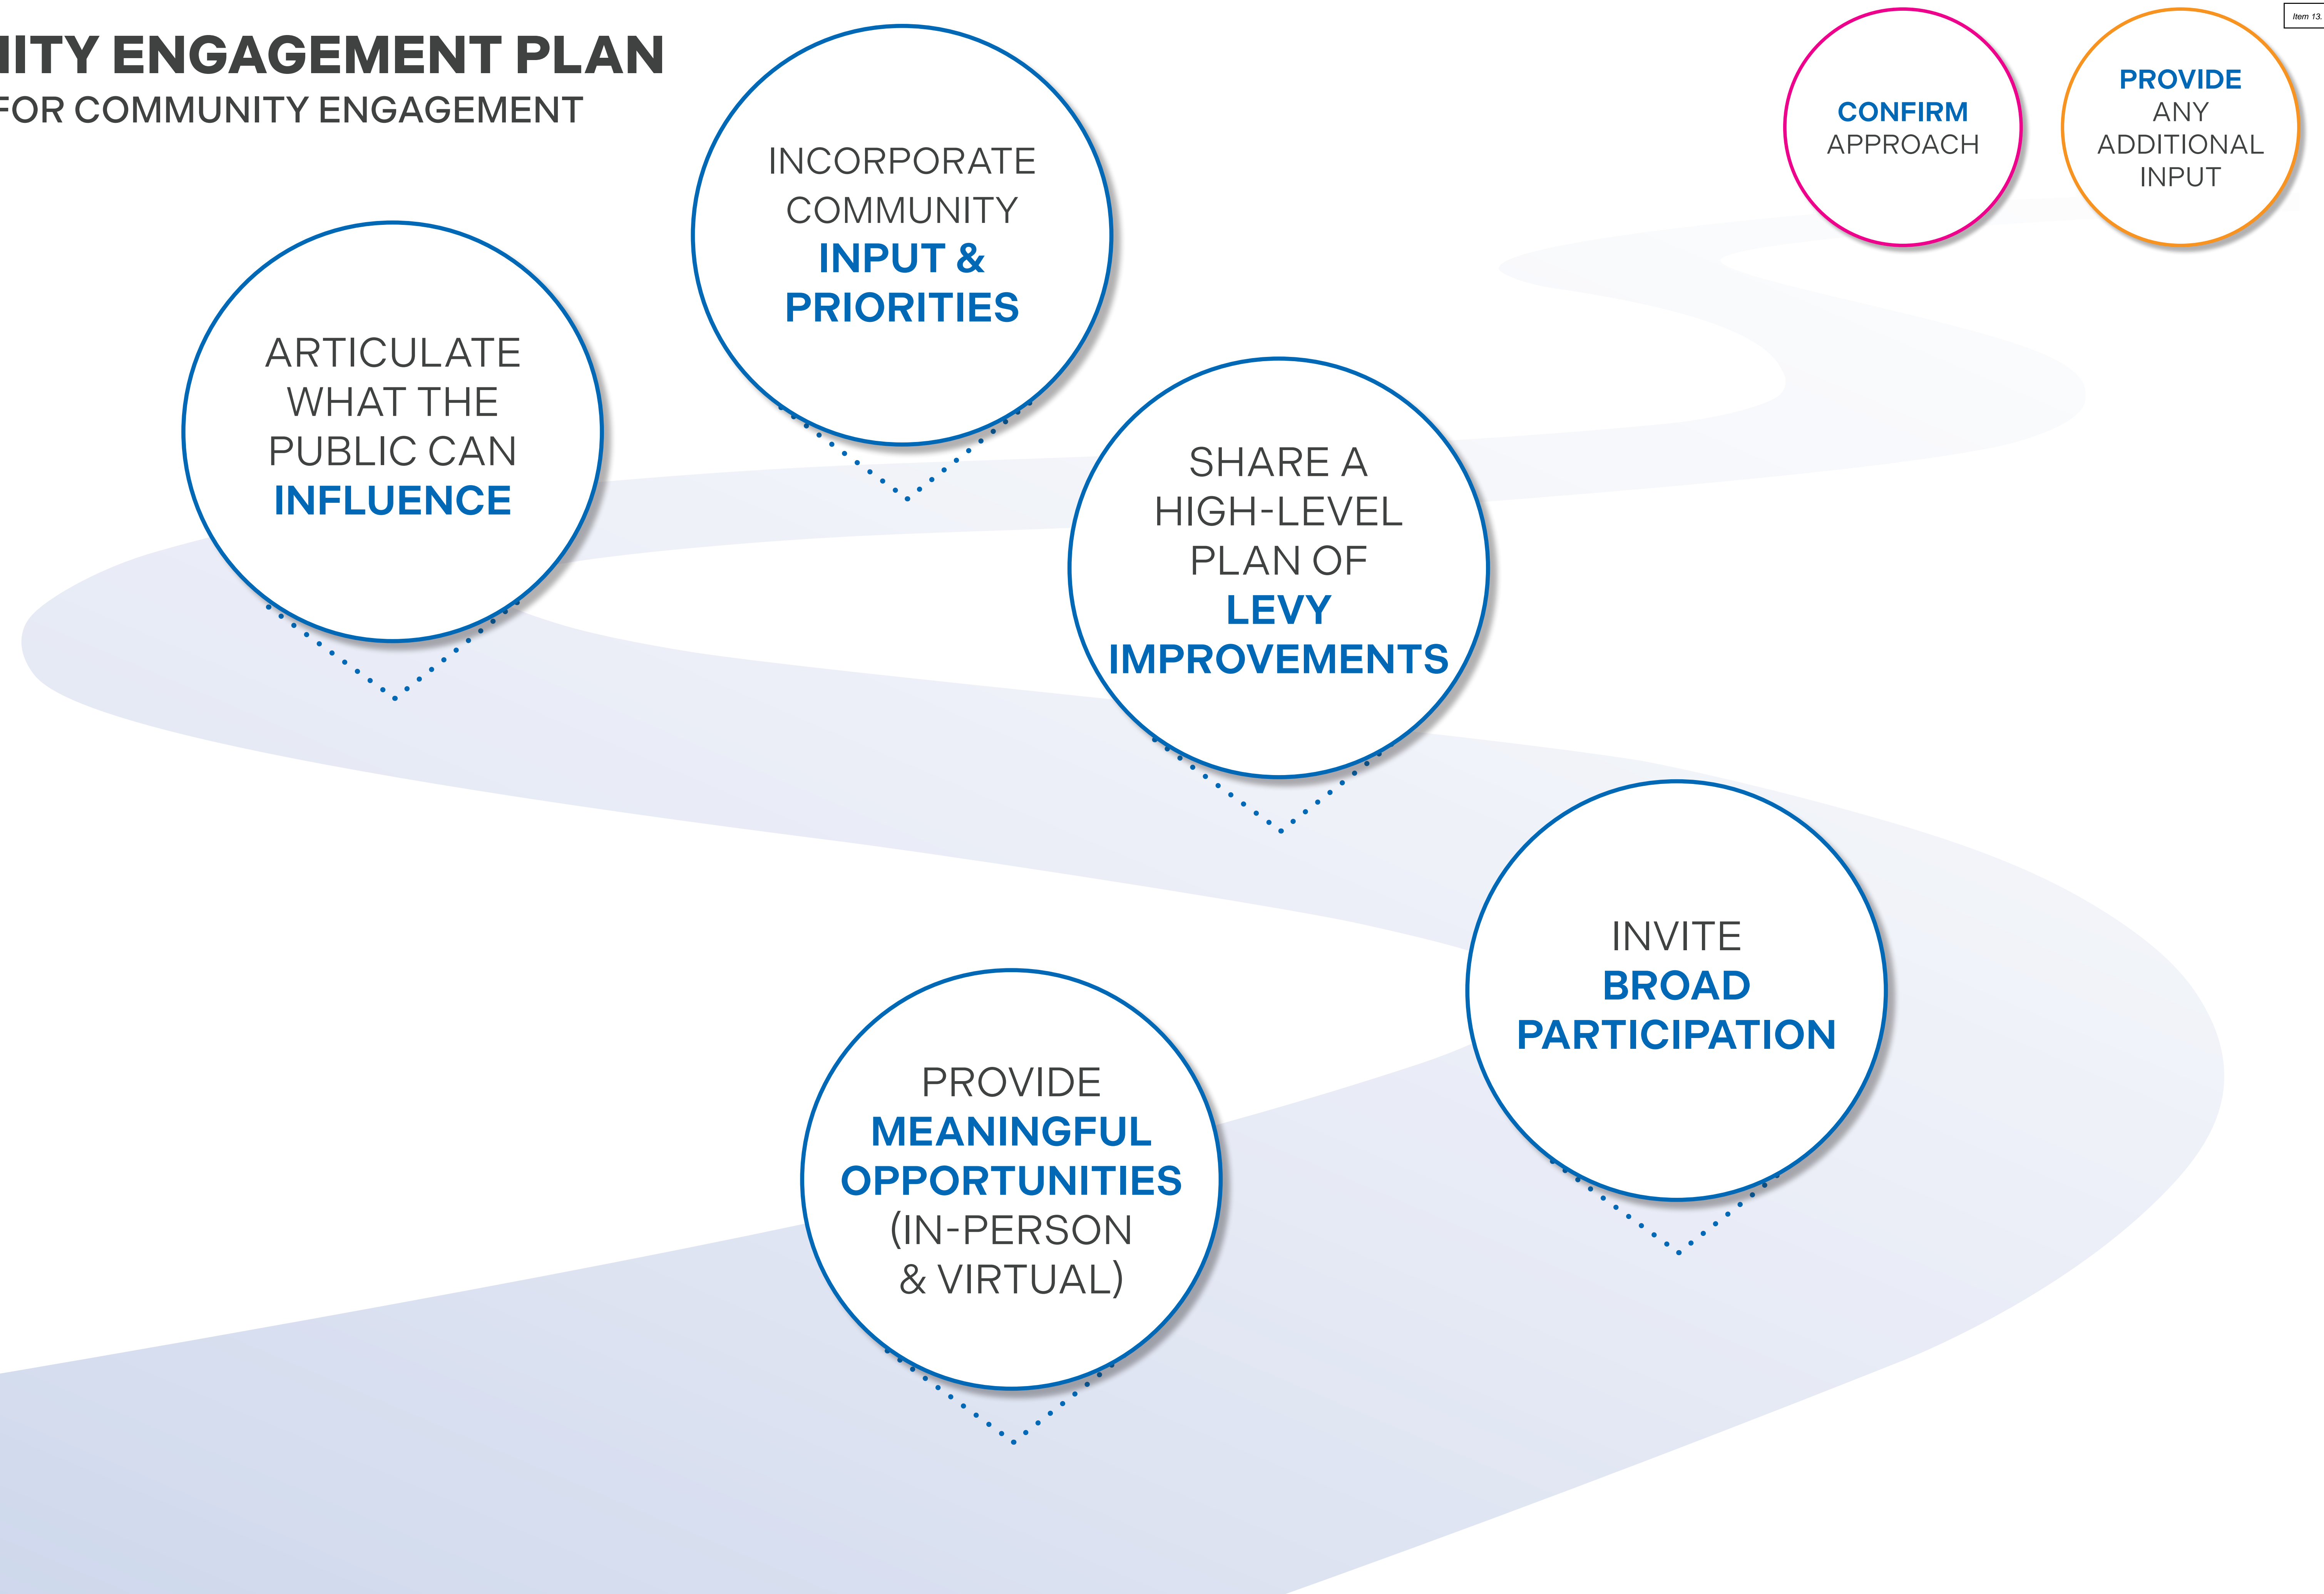 ITY ENGAGEMENT PLAN
FOR COMMUNITY ENGAGEMENT
Item 13.
CONFIRM
APPROACH
PROVIDE
ANY
ADDITIONAL
INPUT
INCORPORATE
COMMUNITY
INPUT &
PRIORITIES
ARTICULATE
WHAT THE
PUBLIC CAN
INFLUENCE
SHARE A
HIGH-LEVEL
PLAN OF
LEVY
IMPROVEMENTS
INVITE
BROAD
PARTICIPATION
PROVIDE
MEANINGFUL
OPPORTUNITIES
(IN-PERSON
& VIRTUAL)